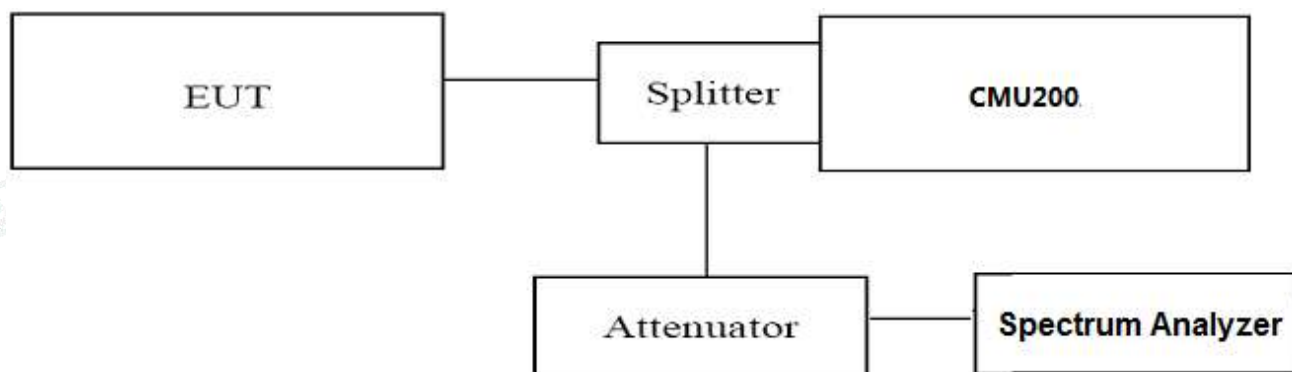 EUT
Splitter
CMU200.
Attenuator
Spectrum Analyzer